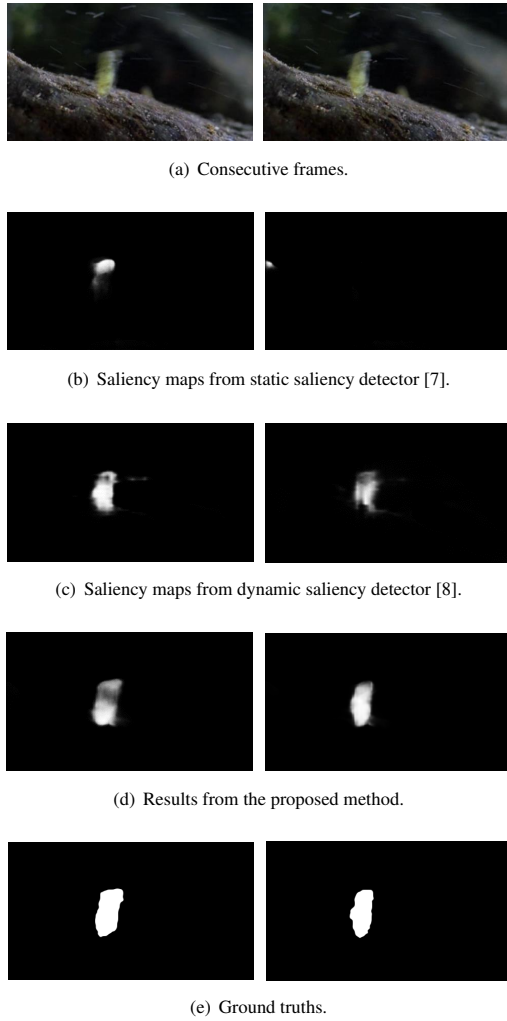 (a) Consecutive frames.
(b) Saliency maps from static saliency detector [7].
(c) Saliency maps from dynamic saliency detector [8].
(d) Results from the proposed method.
(e) Ground truths.